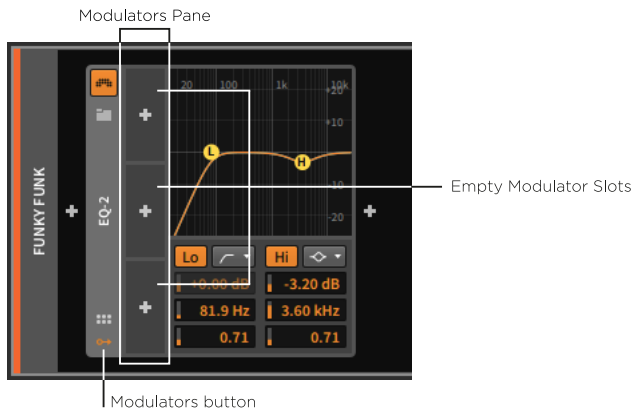 Modulators Pane
20 100 1k 10k
+20
+10
-10
-20
L
H
FUNKY FUNK
EQ-2
Empty Modulator Slots
Lo Hi
+0.00 dB -3.20 dB
81.9 Hz 3.60 kHz
0.71 0.71
Modulators button